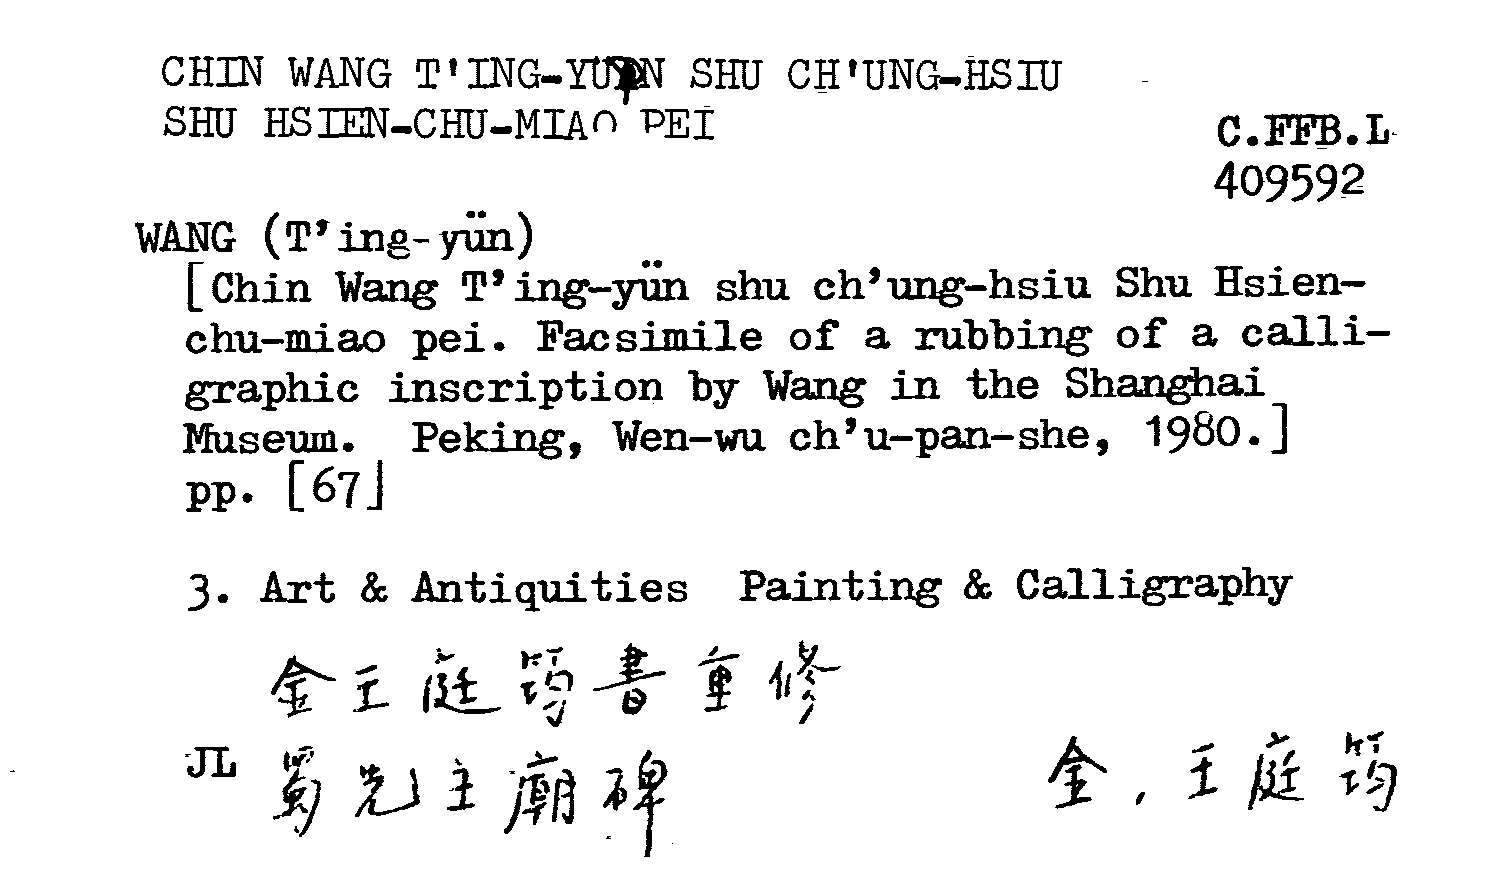 CHIN WANG T'ING-YUN SHU CH'UNG-HSIU
SHU HSIEN-CHU-MIAO PEI
C.FFB.L
409592
WANG (T'ing-yün)
[Chin Wang T'ing-yün shu ch'ung-hsiu Shu Hsien-
chu-miao pei. Facsimile of a rubbing of a calli-
graphic inscription by Wang in the Shanghai
Museum. Peking, Wen-wu ch'u-pan-she, 1980.]
pp. [67]
3. Art & Antiquities Painting & Calligraphy
金王庭筠書重修
JL 蜀先主廟碑
金，王庭筠